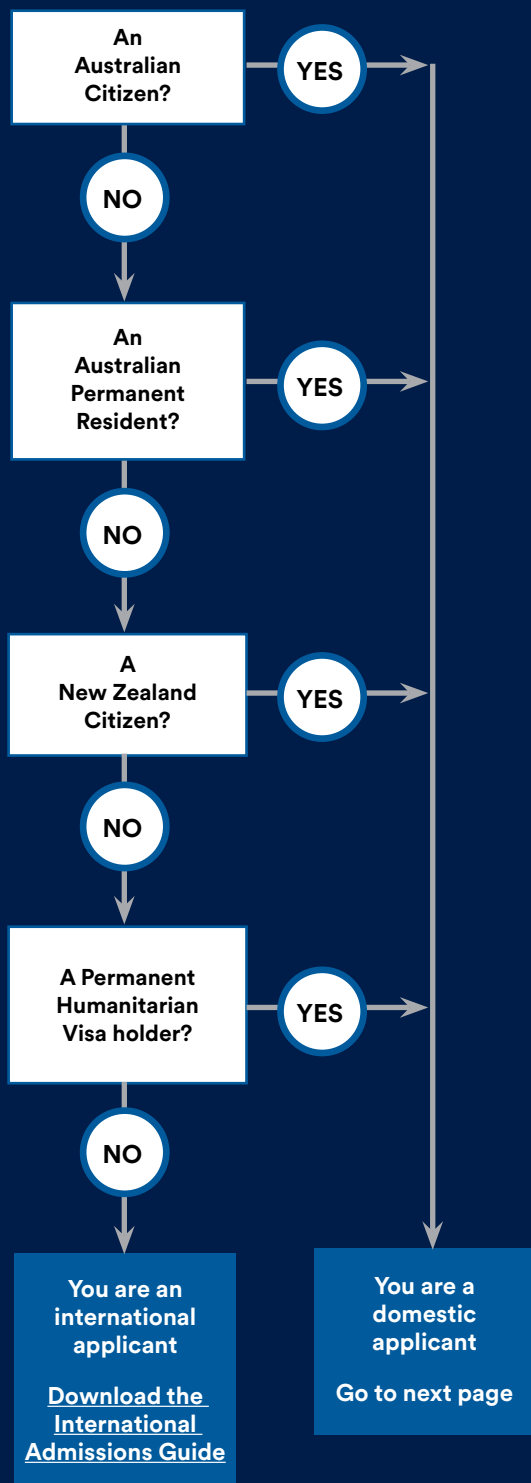 An
Australian
Citizen?
YES
NO
An
Australian
Permanent
Resident?
YES
NO
A
New Zealand
Citizen?
YES
NO
A Permanent
Humanitarian
Visa holder?
YES
NO
You are an
international
applicant
Download the
International
Admissions Guide
You are a
domestic
applicant
Go to next page